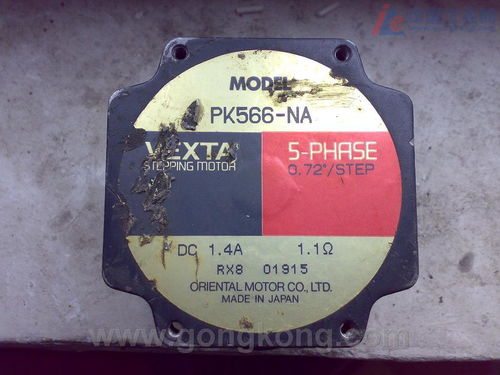 MODEL
PK566-NA
VEXTA®
STEPPING MOTOR
5-PHASE
0.72°/STEP
DC 1.4A 1.1Ω
RX8 01915
ORIENTAL MOTOR CO., LTD.
MADE IN JAPAN
www.gongkong.com